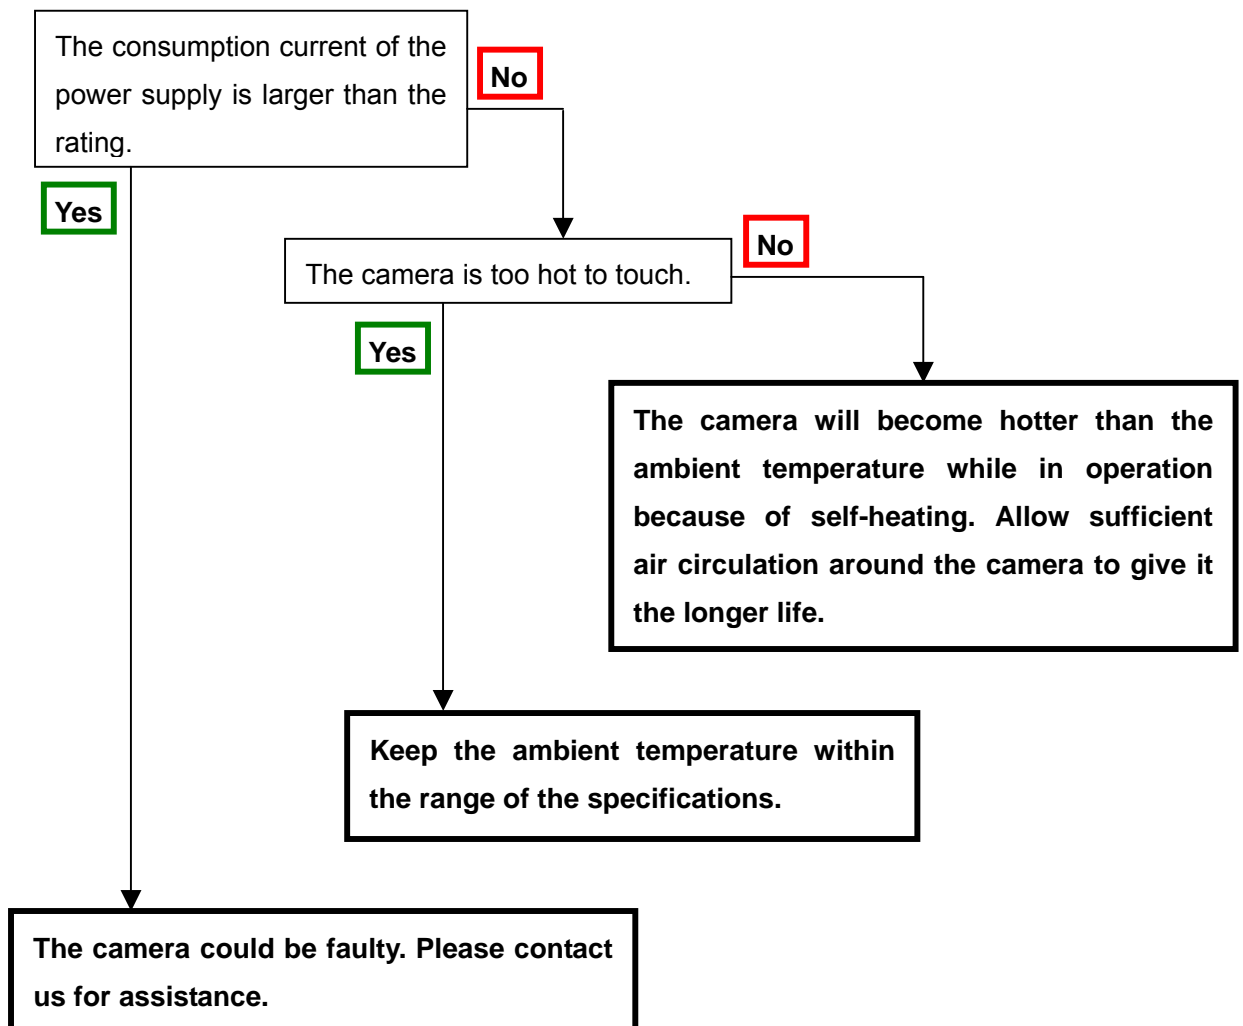 The consumption current of the
power supply is larger than the
rating.
No
Yes
The camera is too hot to touch.
No
Yes
The camera will become hotter than the
ambient temperature while in operation
because of self-heating. Allow sufficient
air circulation around the camera to give it
the longer life.
Keep the ambient temperature within
the range of the specifications.
The camera could be faulty. Please contact
us for assistance.